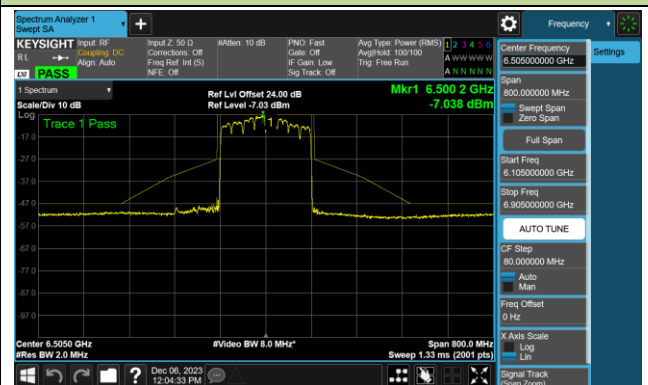 Spectrum Analyzer 1
Swept SA
Frequency
KEYSIGHT
RL
LXI
PASS
Input: RF
Coupling: DC
Align: Auto
Input Z: 50 Ω
Corrections: Off
Freq Ref: Int (S)
NFE: Off
#Atten: 10 dB
PNO: Fast
Gate: Off
IF Gain: Low
Sig Track: Off
Avg Type: Power (RMS)
Avg|Hold: 100/100
Trig: Free Run
1 2 3 4 5 6
A W W W W W
A N N N N N
Center Frequency
6.505000000 GHz
Settings
Span
800.000000 MHz
Swept Span
Zero Span
Full Span
Start Freq
6.105000000 GHz
Stop Freq
6.905000000 GHz
AUTO TUNE
CF Step
80.000000 MHz
Auto
Man
Freq Offset
0 Hz
X Axis Scale
Log
Lin
Signal Track
(Span Zoom)
1 Spectrum
Scale/Div 10 dB
Ref Lvl Offset 24.00 dB
Ref Level -7.03 dBm
Mkr1 6.500 2 GHz
-7.038 dBm
Log
Trace 1 Pass
1
-17.0
-27.0
-37.0
-47.0
-57.0
-67.0
-77.0
-87.0
-97.0
Center 6.5050 GHz
#Res BW 2.0 MHz
#Video BW 8.0 MHz*
Span 800.0 MHz
Sweep 1.33 ms (2001 pts)
?
Dec 06, 2023
12:04:33 PM